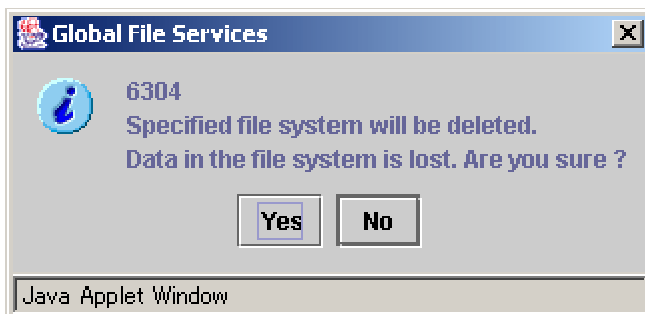 Global File Services
6304
Specified file system will be deleted.
Data in the file system is lost. Are you sure ?
Yes No
Java Applet Window